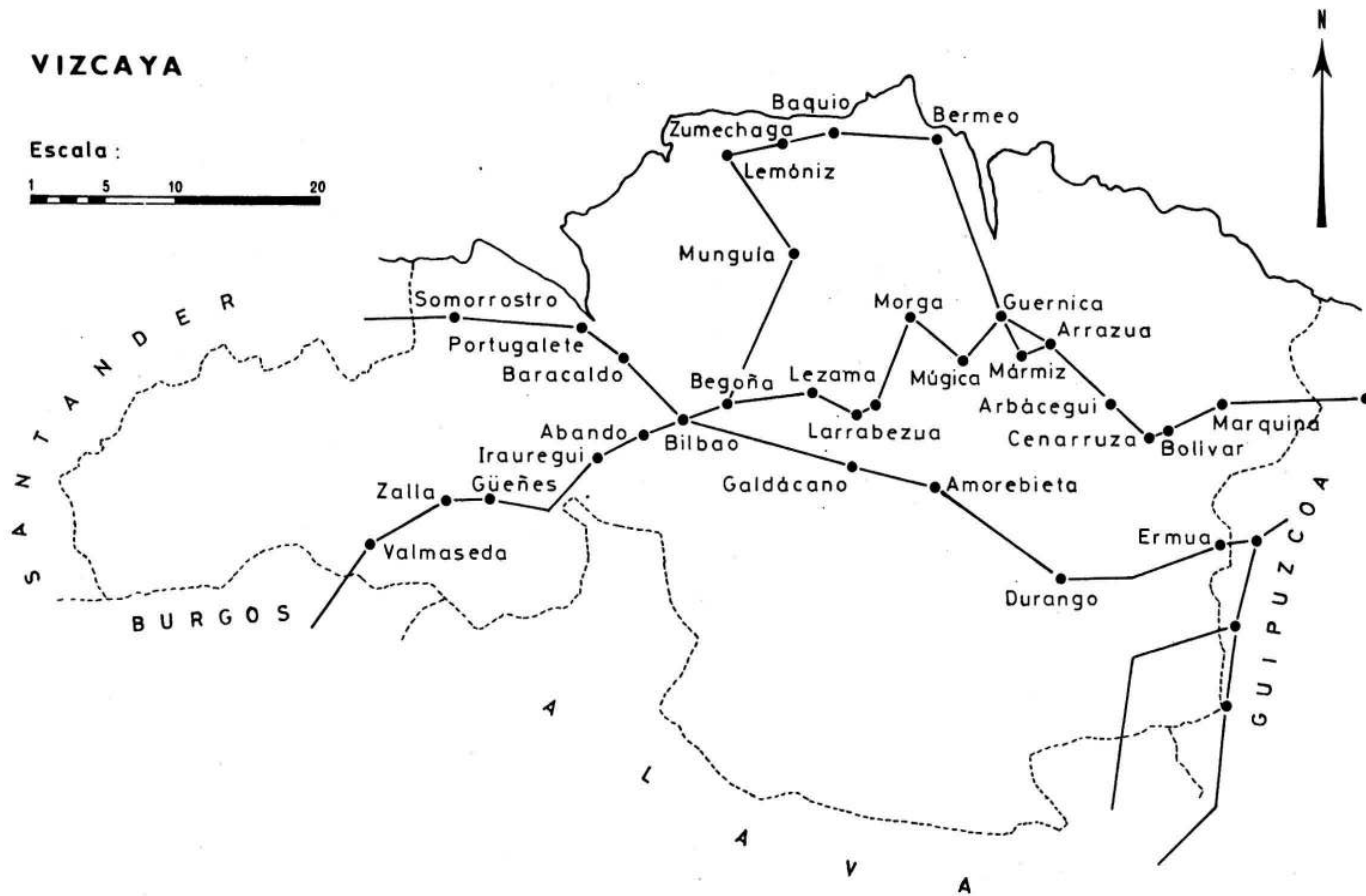 N
VIZCAYA
Escala :
1 5 10 20
Baquio
Bermeo
Zumechaga
Lemóniz
Munguía
SANTANDER
Somorrostro
Morga
Guernica
Arrazua
Portugalete
Baracaldo
Múgica
Mármiz
Begoña
Lezama
Arbácegui
Marquina
Abando
Bilbao
Larrabezua
Cenarruza
Bolivar
Irauregui
Zalla
Güeñes
Galdácano
Amorebieta
Valmaseda
Ermua
Durango
BURGOS
GUIPUZCOA
ALAVA